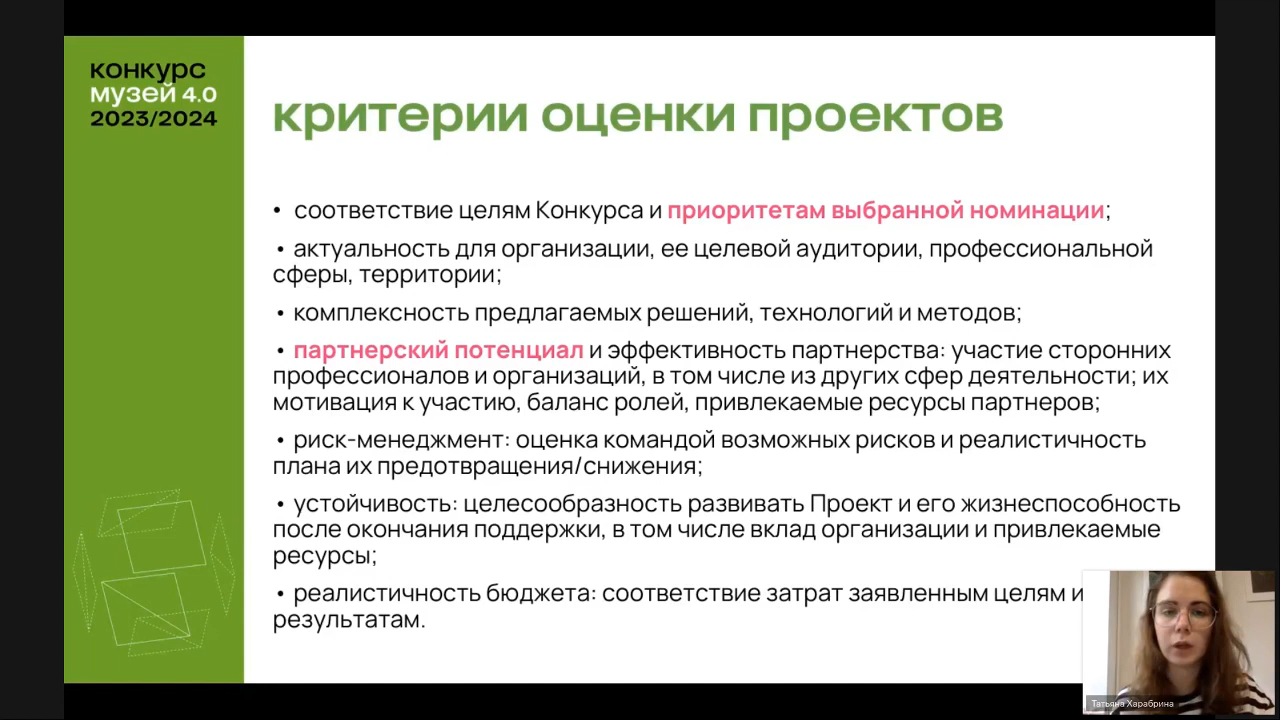 конкурс
музей 4.0
2023/2024
критерии оценки проектов
• соответствие целям Конкурса и приоритетам выбранной номинации;
• актуальность для организации, ее целевой аудитории, профессиональной
сферы, территории;
• комплексность предлагаемых решений, технологий и методов;
• партнерский потенциал и эффективность партнерства: участие сторонних
профессионалов и организаций, в том числе из других сфер деятельности; их
мотивация к участию, баланс ролей, привлекаемые ресурсы партнеров;
• риск-менеджмент: оценка командой возможных рисков и реалистичность
плана их предотвращения/снижения;
• устойчивость: целесообразность развивать Проект и его жизнеспособность
после окончания поддержки, в том числе вклад организации и привлекаемые
ресурсы;
• реалистичность бюджета: соответствие затрат заявленным целям и
результатам.
Татьяна Харабрина